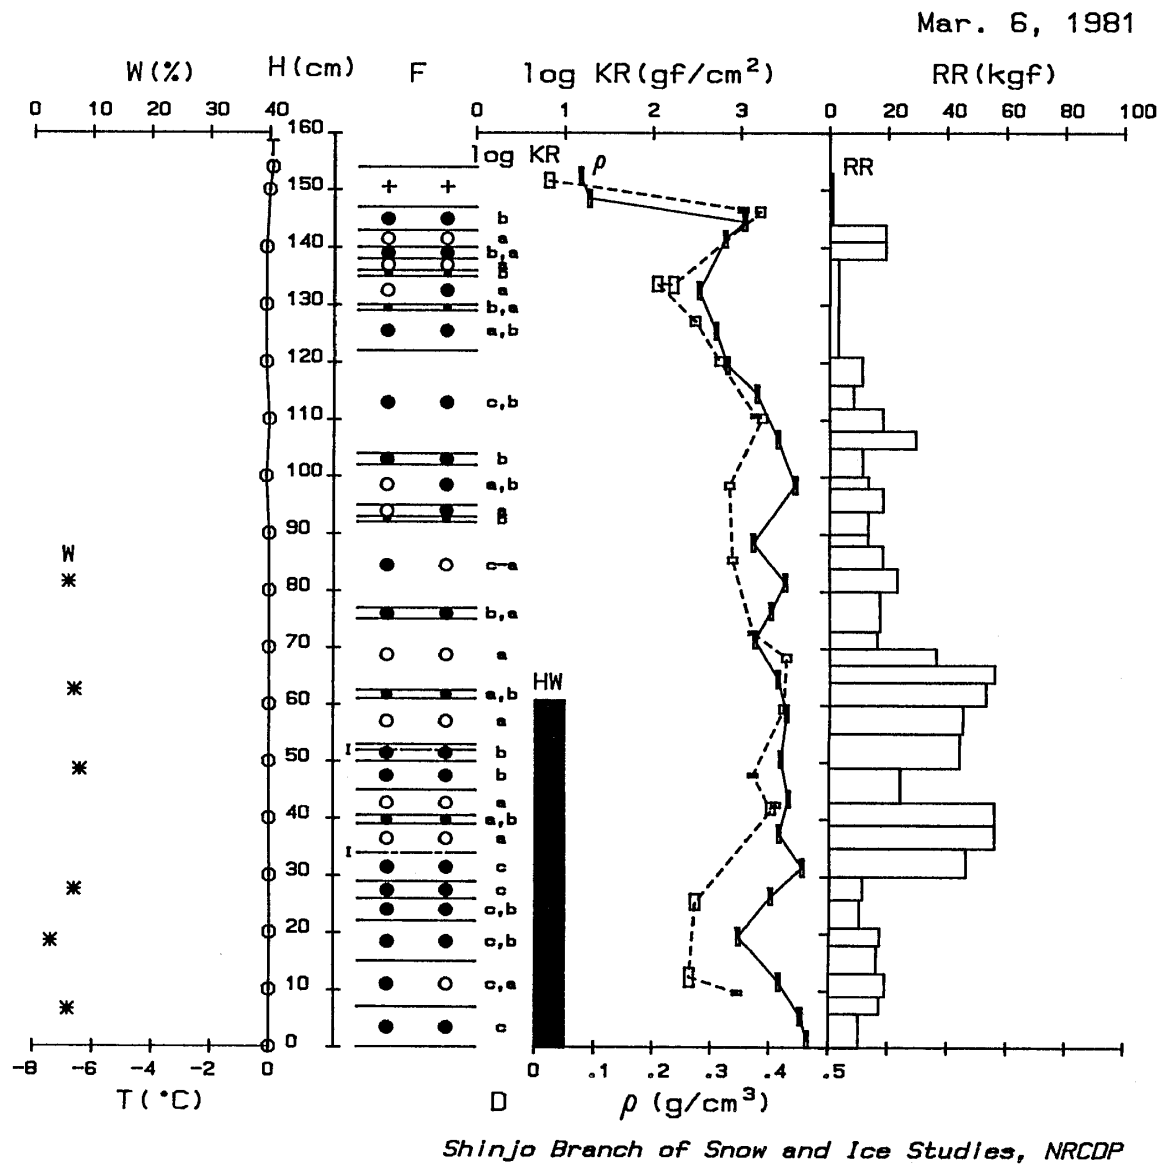 Mar. 6, 1981
W(%) H(cm) F log KR(gf/cm²) RR(kgf)
0 10 20 30 40 0 1 2 3 0 20 40 60 80 100
160
T log KR ρ RR
150
b
a
140
b,a
a
b
130 a
b,a
a,b
120
c,b
110
b
100
a,b
a
b
90
W
c-a
80
b,a
70
a
HW
a,b
60
a
I b
50
b
a
40 a,b
a
I
c
30
c
c,b
20
c,b
10 c,a
c
0
-8 -6 -4 -2 0 0 .1 0.2 0.3 0.4 .5
T(°C) D ρ (g/cm³)
Shinjo Branch of Snow and Ice Studies, NRCDP